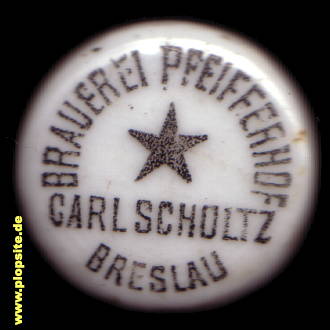 BRAUEREI PFEIFFERHOF
CARL SCHOLTZ
BRESLAU
www.plopsite.de